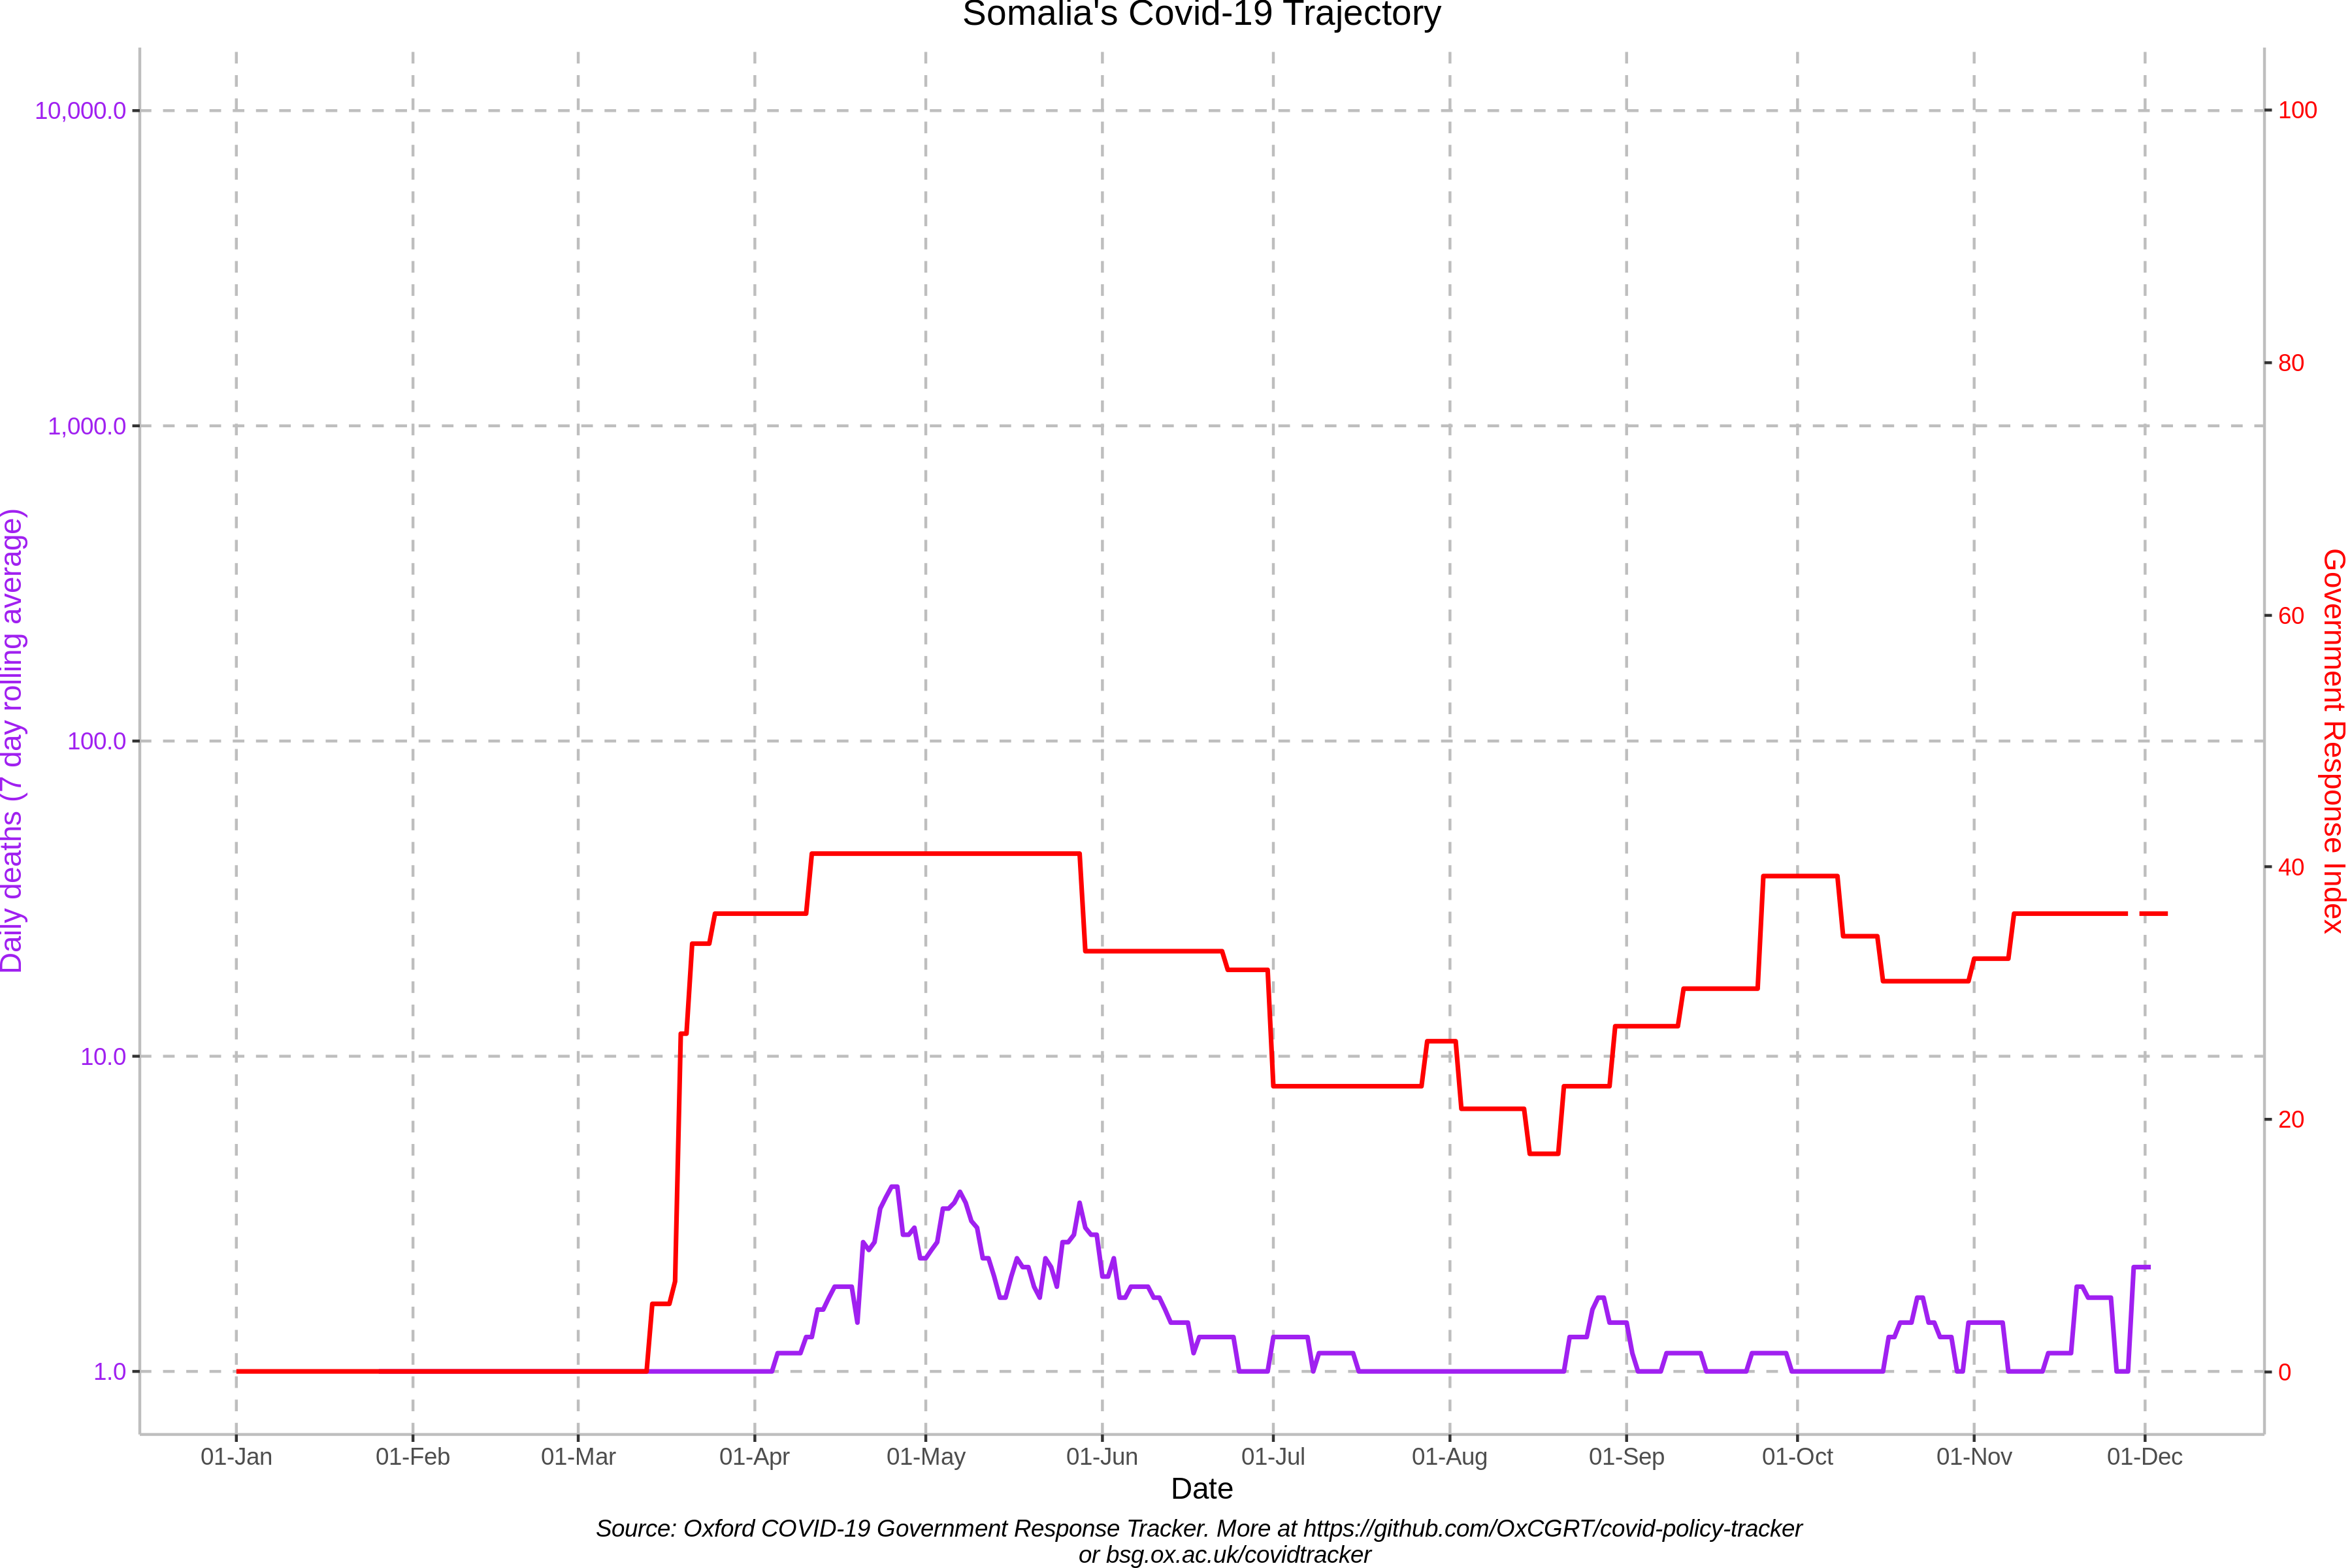 Somalia's Covid-19 Trajectory
10,000.0
1,000.0
100.0
10.0
1.0
Daily deaths (7 day rolling average)
100
80
60
40
20
0
Government Response Index
01-Jan 01-Feb 01-Mar 01-Apr 01-May 01-Jun 01-Jul 01-Aug 01-Sep 01-Oct 01-Nov 01-Dec
Date
Source: Oxford COVID-19 Government Response Tracker. More at https://github.com/OxCGRT/covid-policy-tracker
or bsg.ox.ac.uk/covidtracker